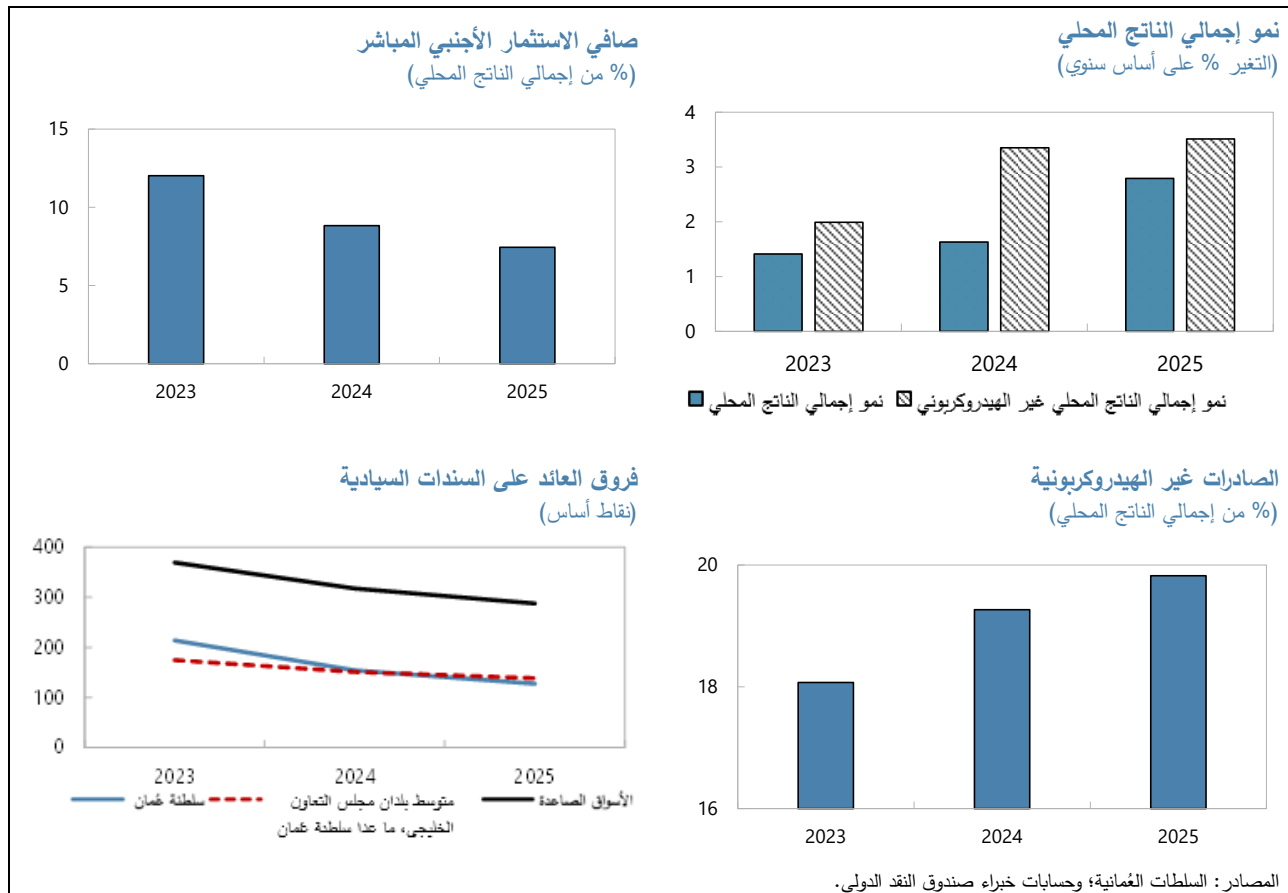 نمو إجمالي الناتج المحلي
(التغير % على أساس سنوي)
4
3
2
1
0
2023
2024
2025
نمو إجمالي الناتج المحلي
نمو إجمالي الناتج المحلي غير الهيدروكربوني
صافي الاستثمار الأجنبي المباشر
(% من إجمالي الناتج المحلي)
15
10
5
0
2023
2024
2025
الصادرات غير الهيدروكربونية
(% من إجمالي الناتج المحلي)
20
18
16
2023
2024
2025
فروق العائد على السندات السيادية
(نقاط أساس)
400
300
200
100
0
2023
2024
2025
سلطنة عُمان
متوسط بلدان مجلس التعاون
الخليجي، ما عدا سلطنة عُمان
الأسواق الصاعدة
المصادر: السلطات العُمانية؛ وحسابات خبراء صندوق النقد الدولي.